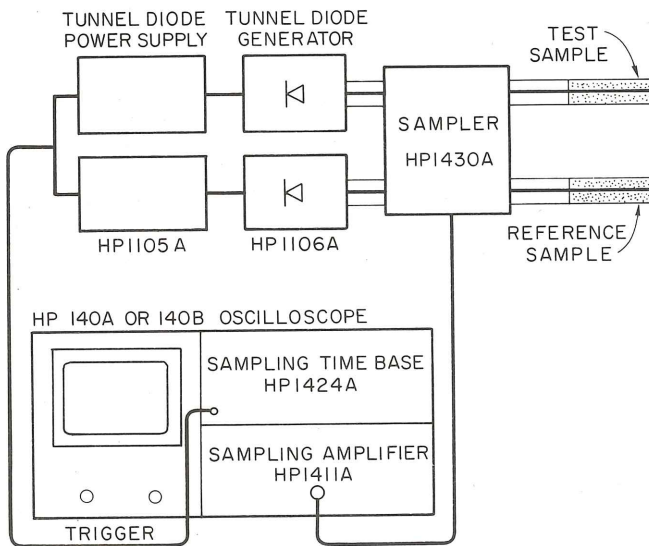 TUNNEL DIODE
POWER SUPPLY
TUNNEL DIODE
GENERATOR
TEST
SAMPLE
SAMPLER
HP1430A
HP1105A
HP1106A
REFERENCE
SAMPLE
HP 140A OR 140B OSCILLOSCOPE
SAMPLING TIME BASE
HP1424A
SAMPLING AMPLIFIER
HP1411A
TRIGGER